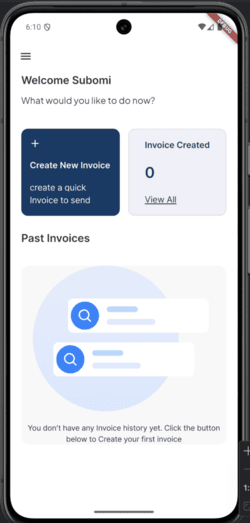 6:10
Welcome Subomi
What would you like to do now?
+
Create New Invoice
create a quick
Invoice to send
Invoice Created
0
View All
Past Invoices
You don't have any Invoice history yet. Click the button
below to Create your first invoice